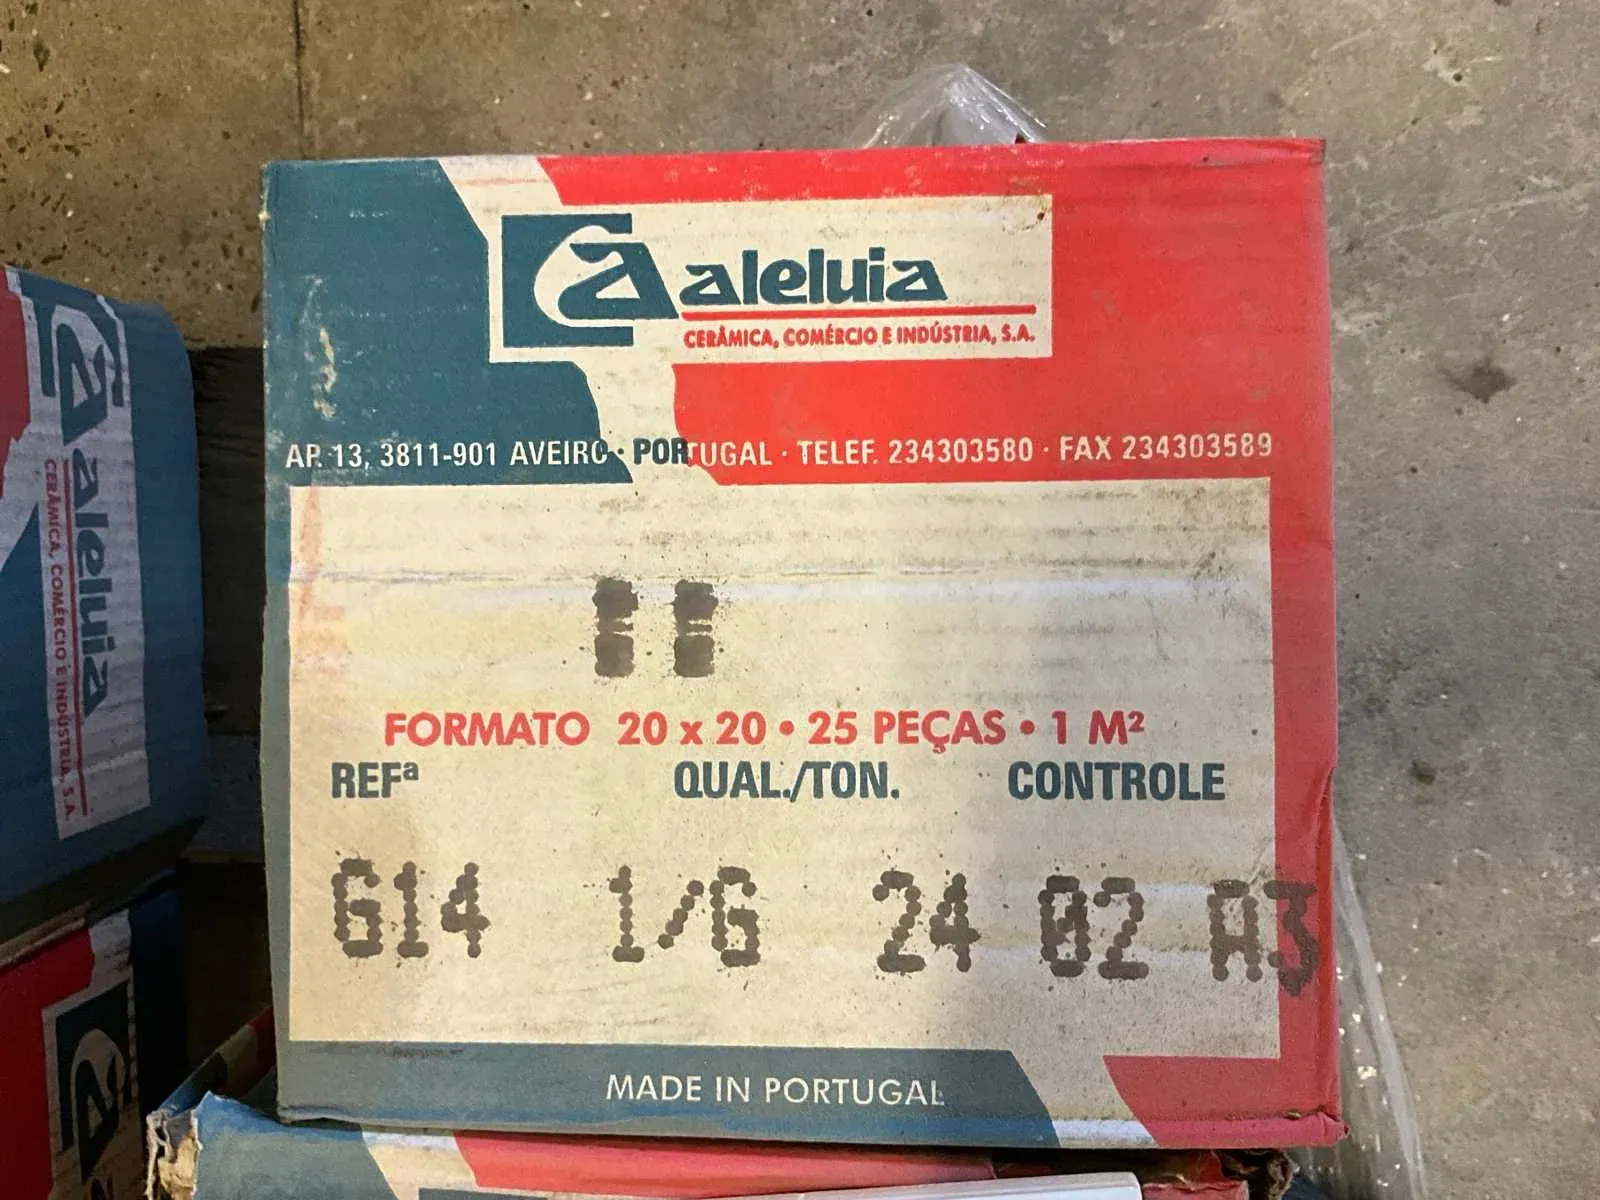 aleluia
CERÂMICA, COMÉRCIO E INDÚSTRIA, S.A.
AP. 13, 3811-901 AVEIRO · PORTUGAL · TELEF. 234303580 · FAX 234303589
FORMATO 20 x 20 • 25 PEÇAS • 1 M²
REFª QUAL./TON. CONTROLE
G14 1/G 24 02 A3
MADE IN PORTUGAL
aleluia
CERÂMICA, COMÉRCIO E INDÚSTRIA, S.A.